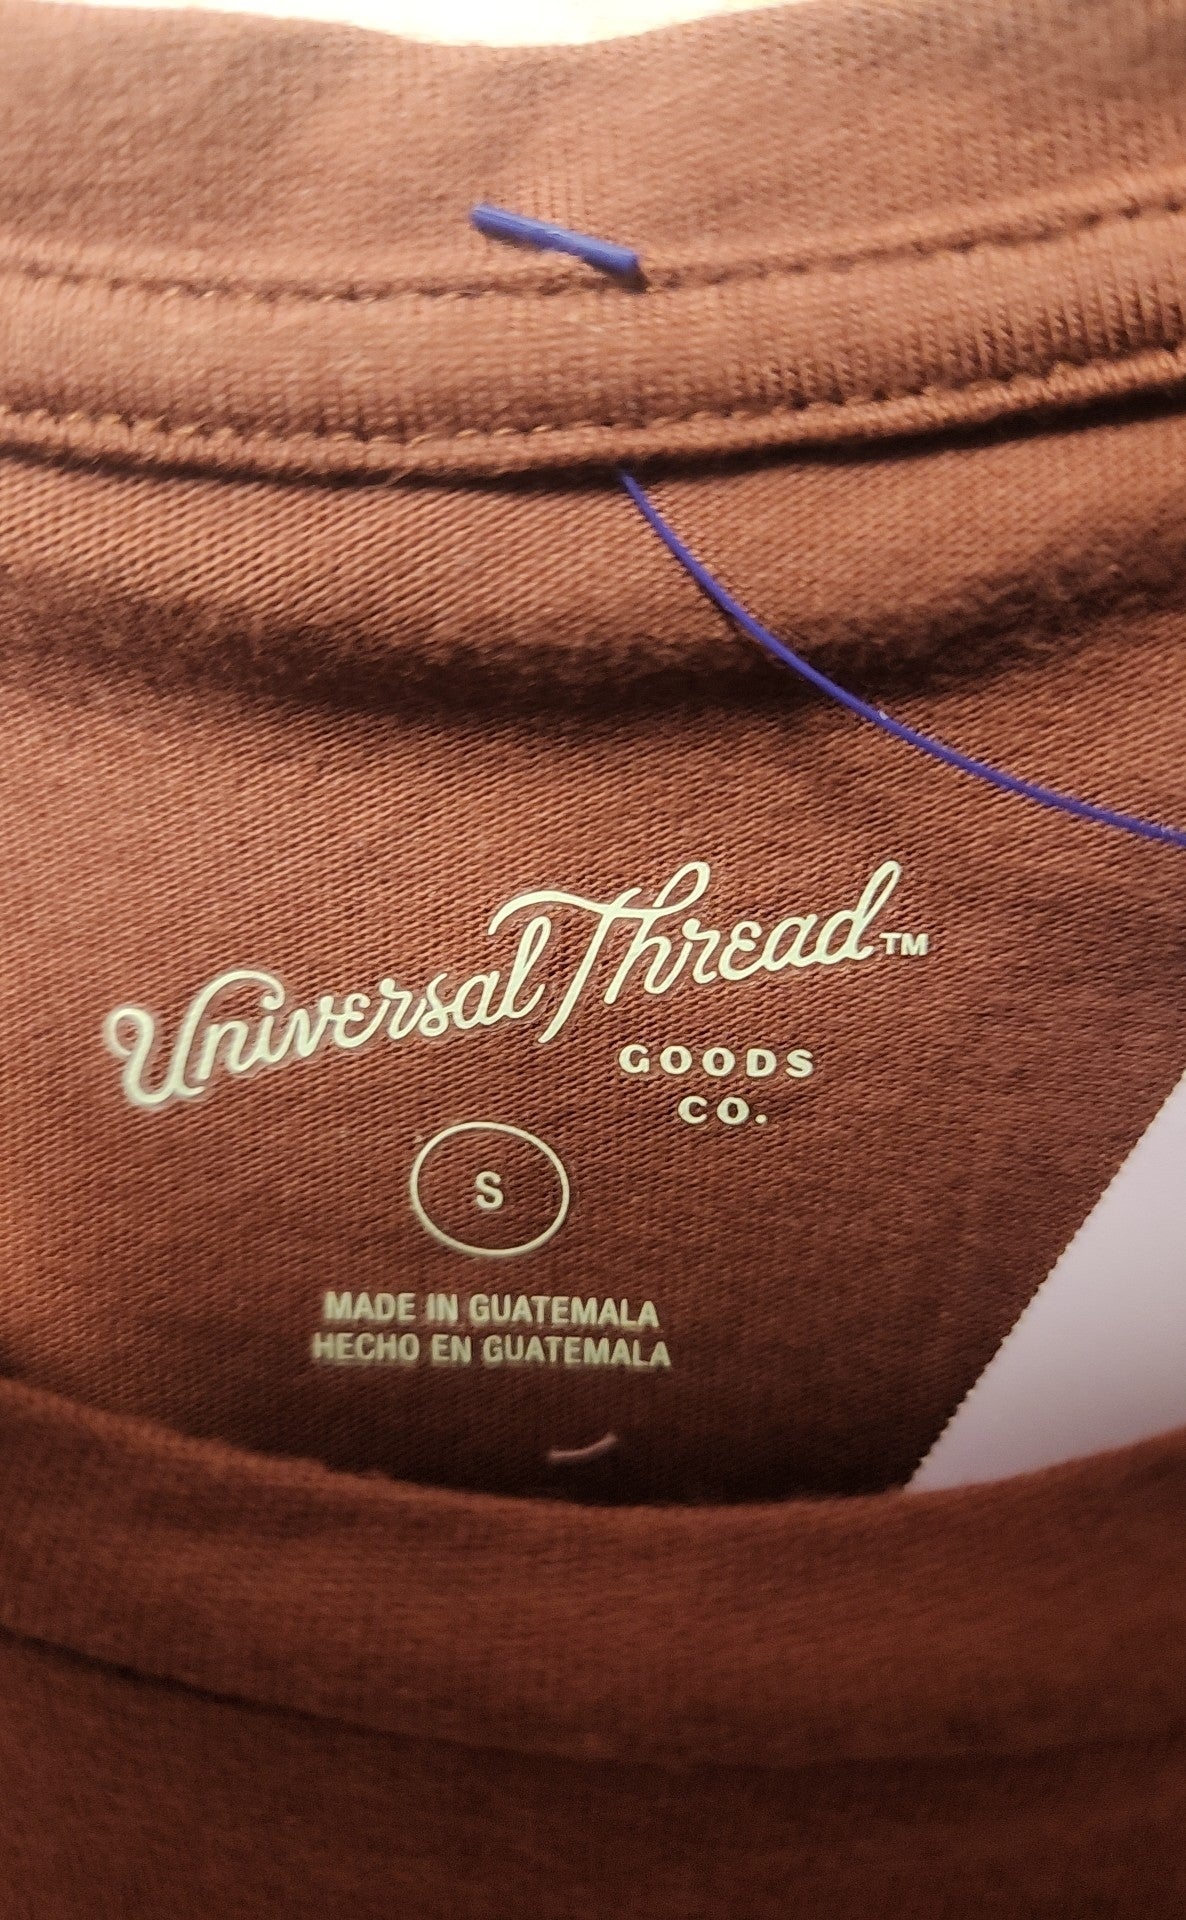 Universal Thread™
GOODS
CO.
S
MADE IN GUATEMALA
HECHO EN GUATEMALA